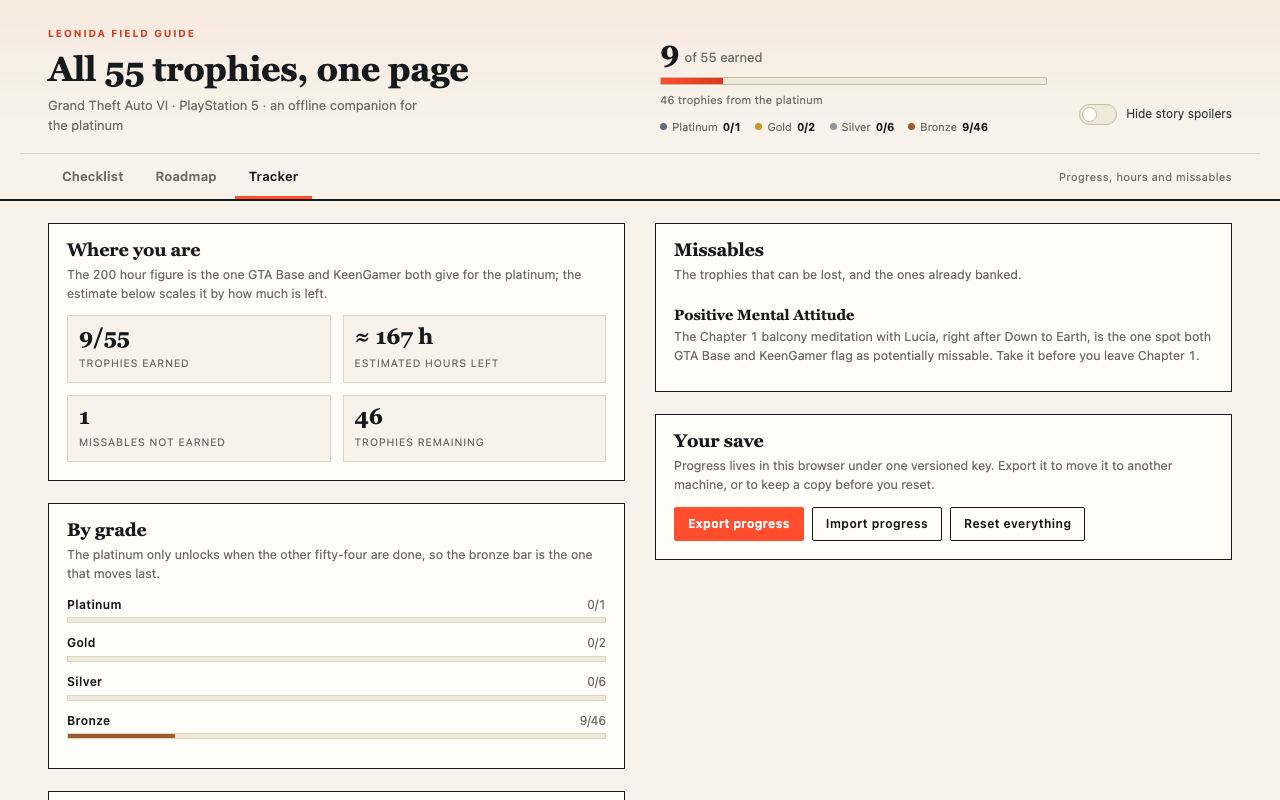 LEONIDA FIELD GUIDE
All 55 trophies, one page
Grand Theft Auto VI · PlayStation 5 · an offline companion for
the platinum
9 of 55 earned
46 trophies from the platinum
Platinum 0/1 Gold 0/2 Silver 0/6 Bronze 9/46
Hide story spoilers
Checklist Roadmap Tracker
Progress, hours and missables
Where you are
The 200 hour figure is the one GTA Base and KeenGamer both give for the platinum; the
estimate below scales it by how much is left.
9/55
TROPHIES EARNED
≈ 167 h
ESTIMATED HOURS LEFT
1
MISSABLES NOT EARNED
46
TROPHIES REMAINING
By grade
The platinum only unlocks when the other fifty-four are done, so the bronze bar is the one
that moves last.
Platinum 0/1
Gold 0/2
Silver 0/6
Bronze 9/46
Missables
The trophies that can be lost, and the ones already banked.
Positive Mental Attitude
The Chapter 1 balcony meditation with Lucia, right after Down to Earth, is the one spot both
GTA Base and KeenGamer flag as potentially missable. Take it before you leave Chapter 1.
Your save
Progress lives in this browser under one versioned key. Export it to move it to another
machine, or to keep a copy before you reset.
Export progress Import progress Reset everything